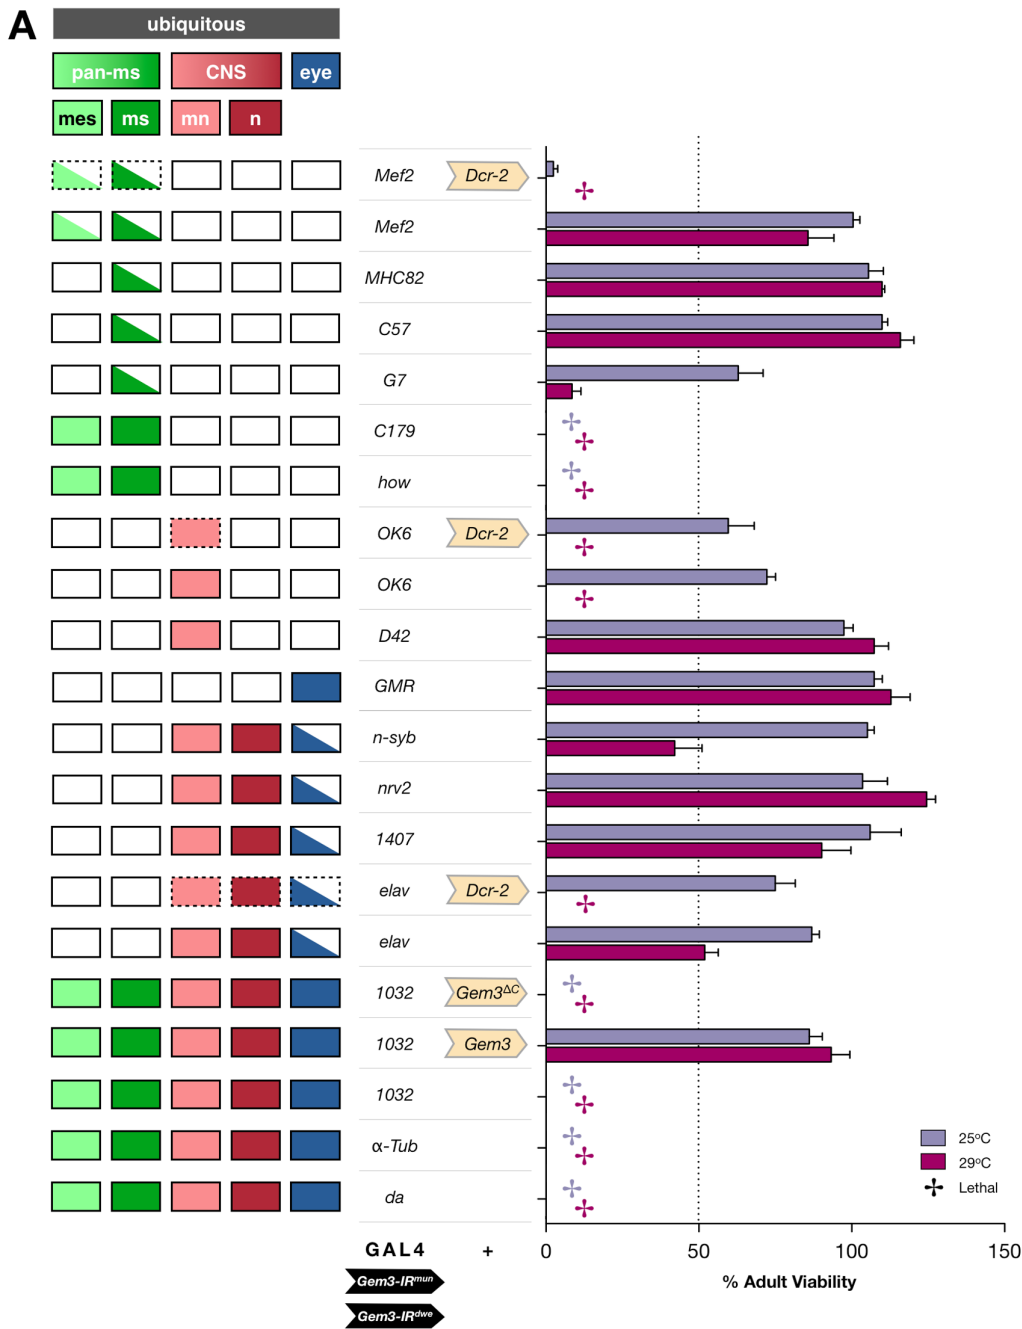 A
ubiquitous
pan-ms CNS eye
mes ms mn n
Mef2 Dcr-2
Mef2
MHC82
C57
G7
C179
how
OK6 Dcr-2
OK6
D42
GMR
n-syb
nrv2
1407
elav Dcr-2
elav
1032 Gem3ΔC
1032 Gem3
1032
α-Tub
da
25ºC
29ºC
Lethal
GAL4 + 0 50 100 150
Gem3-IRmun % Adult Viability
Gem3-IRdwe